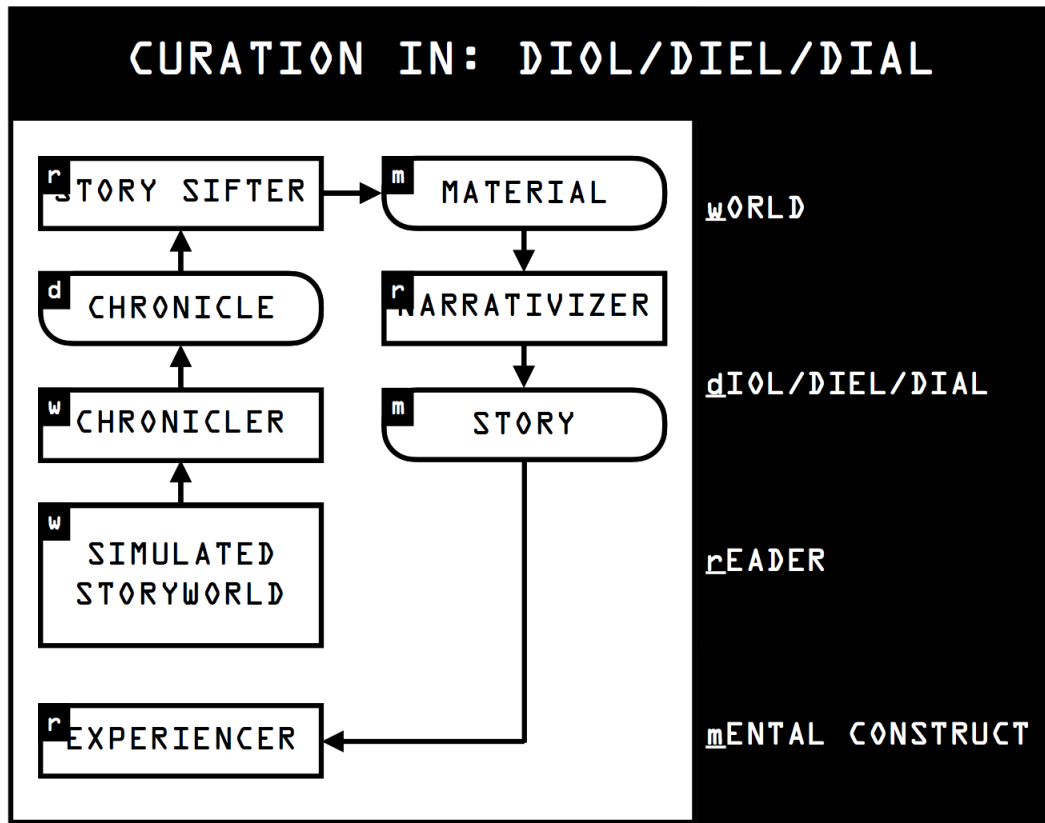 CURATION IN: DIOL/DIEL/DIAL
r
STORY SIFTER
m
MATERIAL
d
CHRONICLE
r
NARRATIVIZER
w
CHRONICLER
m
STORY
w
SIMULATED
STORYWORLD
r
EXPERIENCER
wORLD
dIOL/DIEL/DIAL
rEADER
mENTAL CONSTRUCT